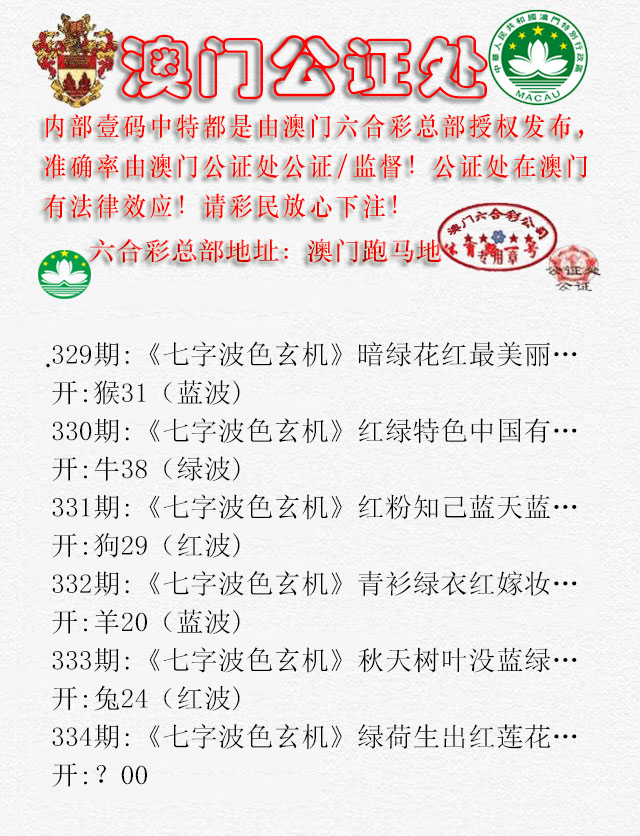 澳门公证处
中華人民共和國澳門特別行政區
MACAU
内部壹码中特都是由澳门六合彩总部授权发布，
准确率由澳门公证处公证/监督！公证处在澳门
有法律效应！请彩民放心下注！
六合彩总部地址：澳门跑马地
澳门六合彩公司
专用章
公证处
公证
.329期:《七字波色玄机》暗绿花红最美丽…
开:猴31（蓝波）
330期:《七字波色玄机》红绿特色中国有…
开:牛38（绿波）
331期:《七字波色玄机》红粉知己蓝天蓝…
开:狗29（红波）
332期:《七字波色玄机》青衫绿衣红嫁妆…
开:羊20（蓝波）
333期:《七字波色玄机》秋天树叶没蓝绿…
开:兔24（红波）
334期:《七字波色玄机》绿荷生出红莲花…
开:？00